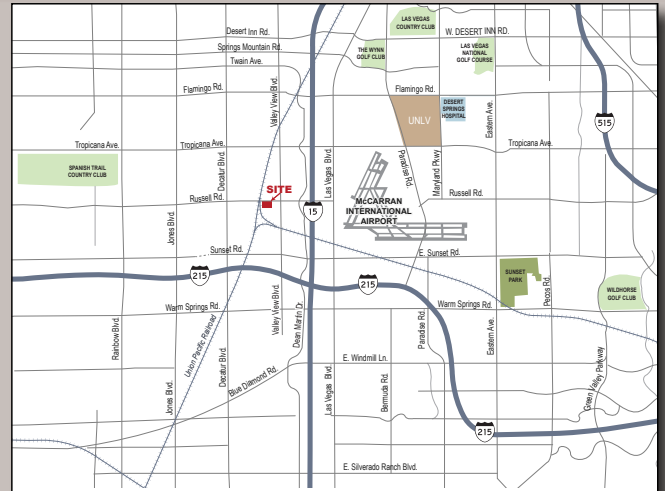 LAS VEGAS
COUNTRY CLUB
Desert Inn Rd.
W. DESERT INN RD.
Springs Mountain Rd.
THE WYNN
GOLF CLUB
LAS VEGAS
NATIONAL
GOLF COURSE
Twain Ave.
Flamingo Rd.
Flamingo Rd.
Valley View Blvd.
UNLV
DESERT
SPRINGS
HOSPITAL
Eastern Ave.
515
Tropicana Ave.
Tropicana Ave.
Tropicana Ave.
SPANISH TRAIL
COUNTRY CLUB
Decatur Blvd.
Las Vegas Blvd.
Paradise Rd.
Maryland Pkwy
SITE
Russell Rd.
Russell Rd.
McCARRAN
INTERNATIONAL
AIRPORT
15
Jones Blvd.
Sunset Rd.
E. Sunset Rd.
215
215
SUNSET
PARK
Pecos Rd.
WILDHORSE
GOLF CLUB
Warm Springs Rd.
Warm Springs Rd.
Rainbow Blvd.
Union Pacific Railroad
Valley View Blvd.
Dean Martin Dr.
Paradise Rd.
Eastern Ave.
Decatur Blvd.
E. Windmill Ln.
Jones Blvd.
Blue Diamond Rd.
Las Vegas Blvd.
Bermuda Rd.
Green Valley Parkway
215
E. Silverado Ranch Blvd.